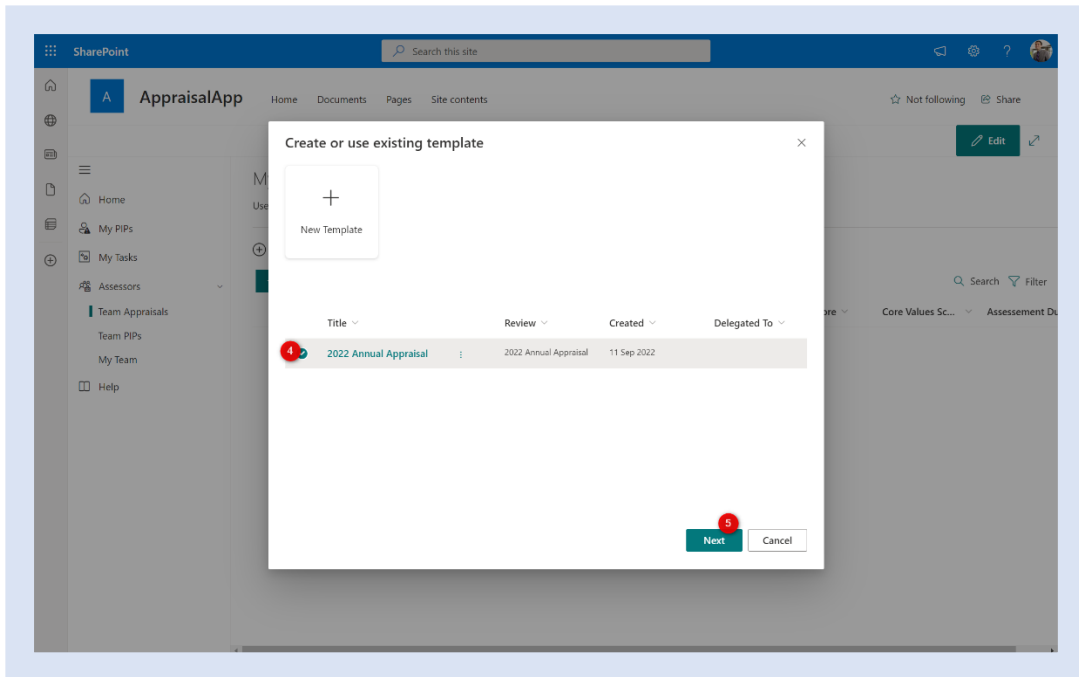 SharePoint
Search this site
A
AppraisalApp
Home Documents Pages Site contents
Not following Share
Edit
Home
My PIPs
My Tasks
Assessors
Team Appraisals
Team PIPs
My Team
Help
M
Use
Create or use existing template
New Template
Title Review Created Delegated To
4 2022 Annual Appraisal 2022 Annual Appraisal 11 Sep 2022
5
Next Cancel
Search Filter
ore Core Values Sc... Assessement Du